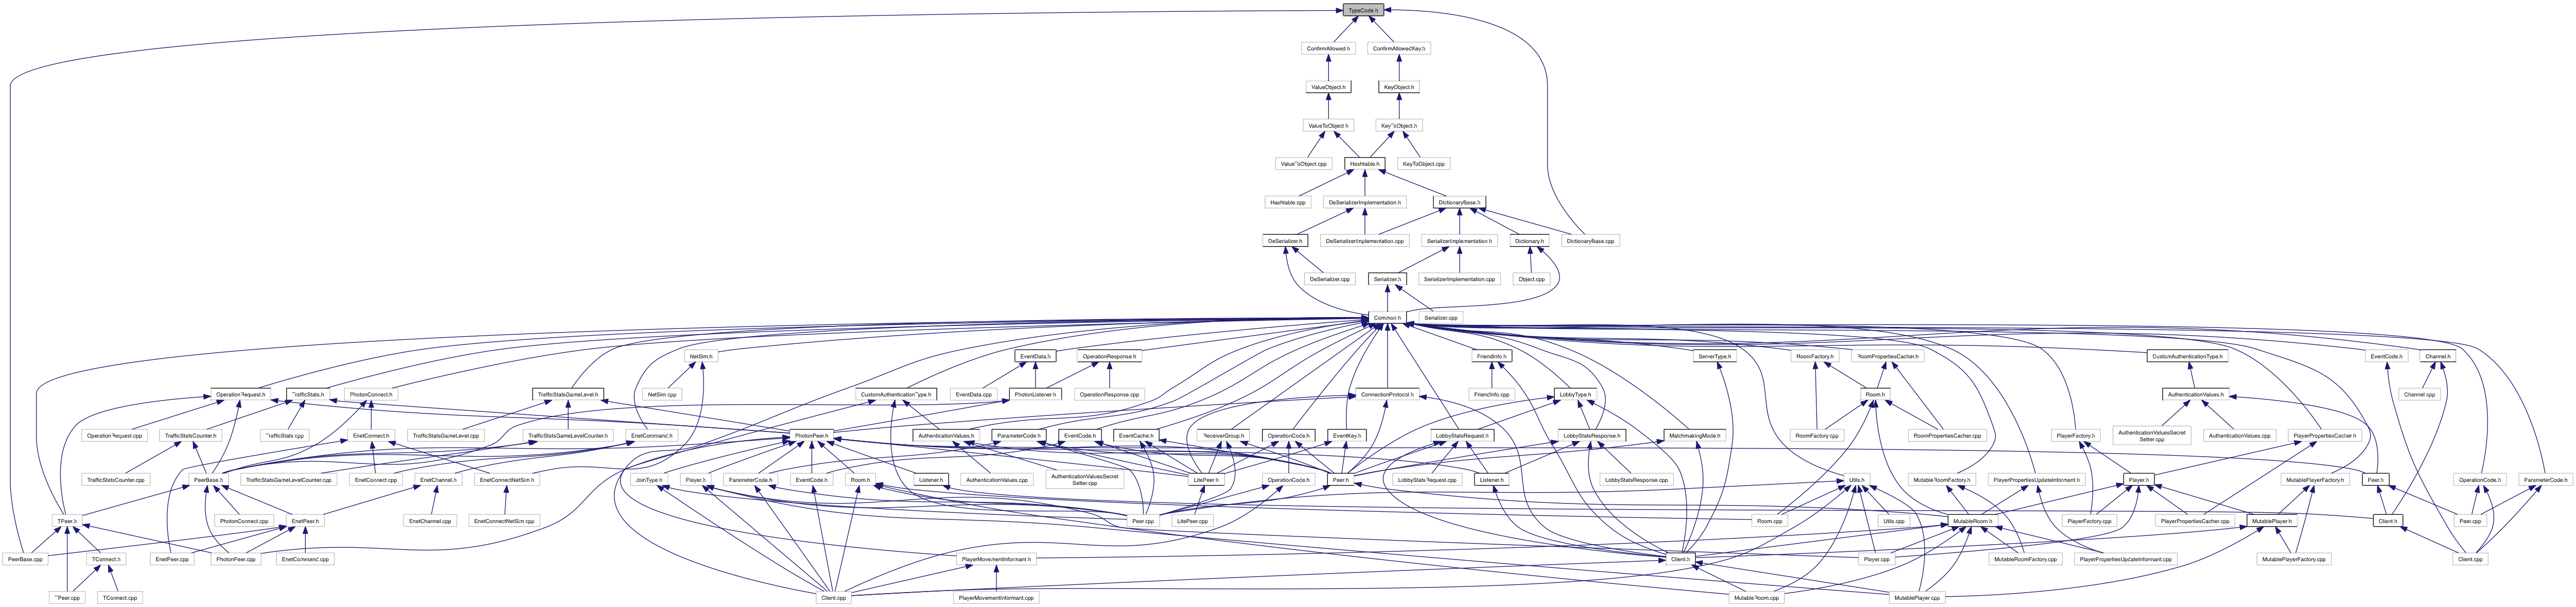 TypeCode.h
ConfirmAllowed.h
ConfirmAllowedKey.h
ValueObject.h
KeyObject.h
ValueToObject.h
KeyToObject.h
ValueToObject.cpp
Hashtable.h
KeyToObject.cpp
Hashtable.cpp
DeSerializerImplementation.h
DictionaryBase.h
DeSerializer.h
DeSerializerImplementation.cpp
SerializerImplementation.h
Dictionary.h
DictionaryBase.cpp
DeSerializer.cpp
Serializer.h
SerializerImplementation.cpp
Object.cpp
Common.h
Serializer.cpp
NetSim.h
EventData.h
OperationResponse.h
FriendInfo.h
ServerType.h
RoomFactory.h
RoomPropertiesCacher.h
CustomAuthenticationType.h
EventCode.h
Channel.h
OperationRequest.h
TrafficStats.h
PhotonConnect.h
TrafficStatsGameLevel.h
NetSim.cpp
CustomAuthenticationType.h
EventData.cpp
PhotonListener.h
OperationResponse.cpp
ConnectionProtocol.h
FriendInfo.cpp
LobbyType.h
Room.h
AuthenticationValues.h
Channel.cpp
OperationRequest.cpp
TrafficStatsCounter.h
TrafficStats.cpp
EnetConnect.h
TrafficStatsGameLevel.cpp
TrafficStatsGameLevelCounter.h
EnetCommand.h
PhotonPeer.h
AuthenticationValues.h
ParameterCode.h
EventCode.h
EventCache.h
ReceiverGroup.h
OperationCode.h
EventKey.h
LobbyStatsRequest.h
LobbyStatsResponse.h
MatchmakingMode.h
RoomFactory.cpp
RoomPropertiesCacher.cpp
PlayerFactory.h
AuthenticationValuesSecret
Setter.cpp
AuthenticationValues.cpp
PlayerPropertiesCacher.h
TrafficStatsCounter.cpp
PeerBase.h
TrafficStatsGameLevelCounter.cpp
EnetConnect.cpp
EnetChannel.h
EnetConnectNetSim.h
JoinType.h
Player.h
ParameterCode.h
EventCode.h
Room.h
Listener.h
AuthenticationValues.cpp
AuthenticationValuesSecret
Setter.cpp
LitePeer.h
OperationCode.h
Peer.h
LobbyStatsRequest.cpp
Listener.h
LobbyStatsResponse.cpp
Utils.h
MutableRoomFactory.h
PlayerPropertiesUpdateInformant.h
Player.h
MutablePlayerFactory.h
Peer.h
OperationCode.h
ParameterCode.h
TPeer.h
PhotonConnect.cpp
EnetPeer.h
EnetChannel.cpp
EnetConnectNetSim.cpp
Peer.cpp
LitePeer.cpp
Room.cpp
Utils.cpp
MutableRoom.h
PlayerFactory.cpp
PlayerPropertiesCacher.cpp
MutablePlayer.h
Client.h
Peer.cpp
PeerBase.cpp
TConnect.h
EnetPeer.cpp
PhotonPeer.cpp
EnetCommand.cpp
PlayerMovementInformant.h
Client.h
Player.cpp
MutableRoomFactory.cpp
PlayerPropertiesUpdateInformant.cpp
MutablePlayerFactory.cpp
Client.cpp
TPeer.cpp
TConnect.cpp
Client.cpp
PlayerMovementInformant.cpp
MutableRoom.cpp
MutablePlayer.cpp